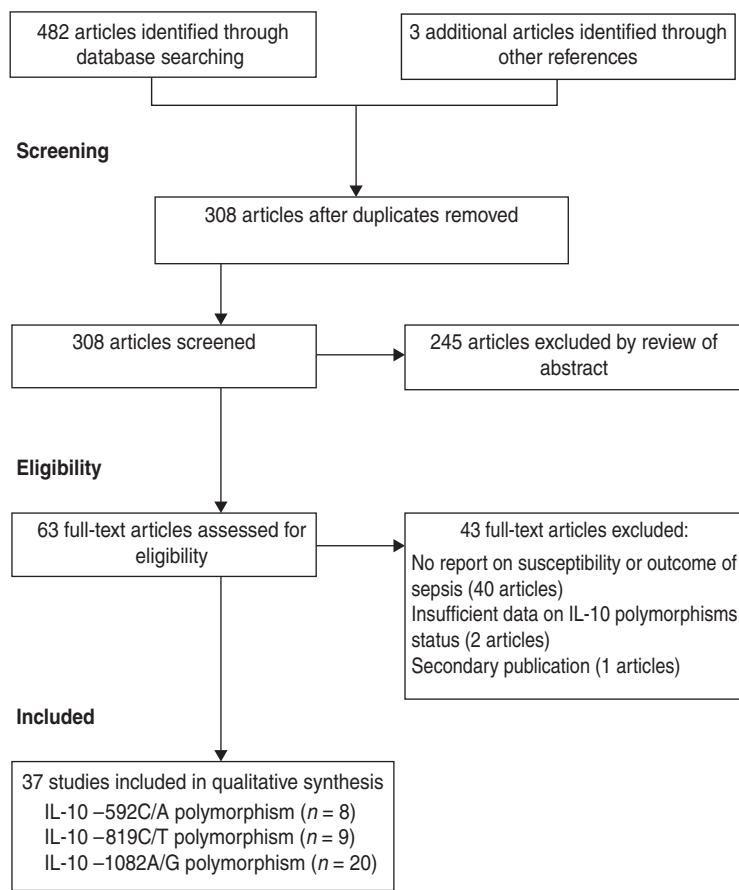 482 articles identified through
database searching
3 additional articles identified through
other references
Screening
308 articles after duplicates removed
308 articles screened
245 articles excluded by review of
abstract
Eligibility
63 full-text articles assessed for
eligibility
43 full-text articles excluded:
No report on susceptibility or outcome of
sepsis (40 articles)
Insufficient data on IL-10 polymorphisms
status (2 articles)
Secondary publication (1 articles)
Included
37 studies included in qualitative synthesis
IL-10 –592C/A polymorphism (n = 8)
IL-10 –819C/T polymorphism (n = 9)
IL-10 –1082A/G polymorphism (n = 20)